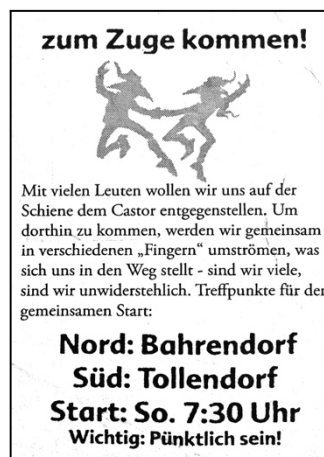 zum Zuge kommen!
Mit vielen Leuten wollen wir uns auf der
Schiene dem Castor entgegenstellen. Um
dorthin zu kommen, werden wir gemeinsam
in verschiedenen „Fingern“ umströmen, was
sich uns in den Weg stellt - sind wir viele,
sind wir unwiderstehlich. Treffpunkte für den
gemeinsamen Start:
Nord: Bahrendorf
Süd: Tollendorf
Start: So. 7:30 Uhr
Wichtig: Pünktlich sein!